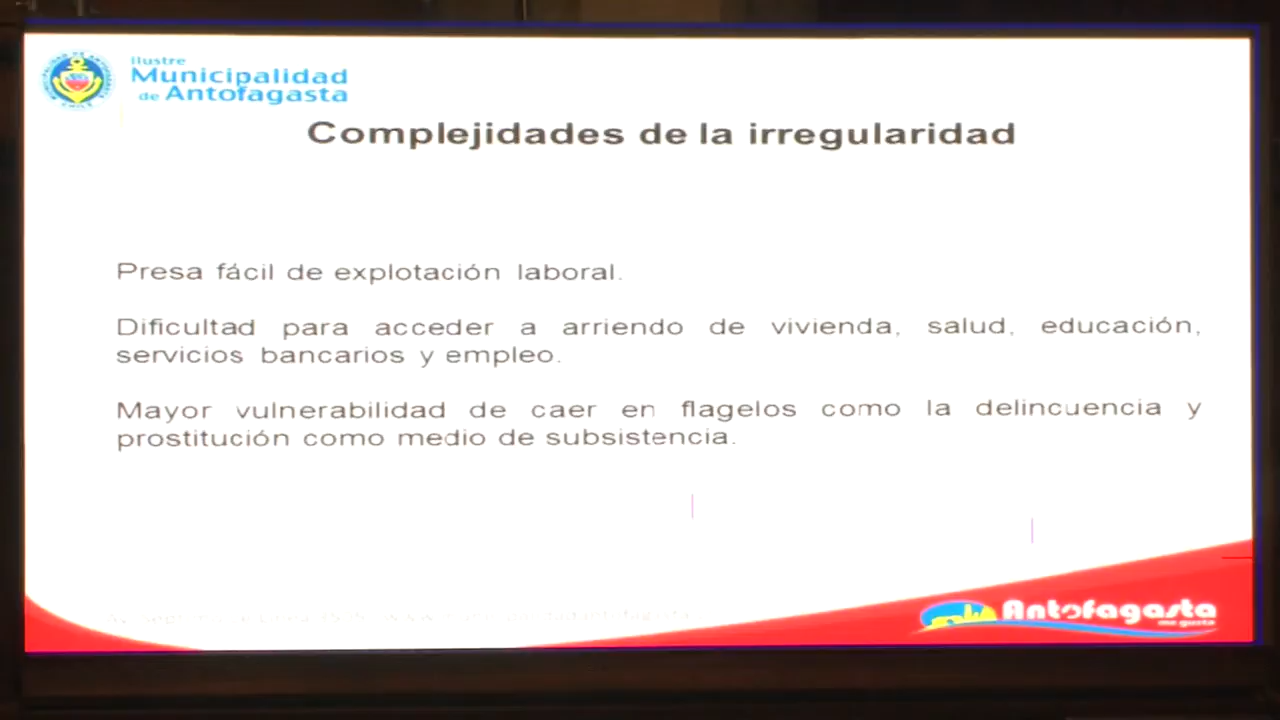 Ilustre
Municipalidad
de Antofagasta
Complejidades de la irregularidad
Presa fácil de explotación laboral.
Dificultad para acceder a arriendo de vivienda, salud, educación,
servicios bancarios y empleo.
Mayor vulnerabilidad de caer en flagelos como la delincuencia y
prostitución como medio de subsistencia.
Antofagasta
me gusta